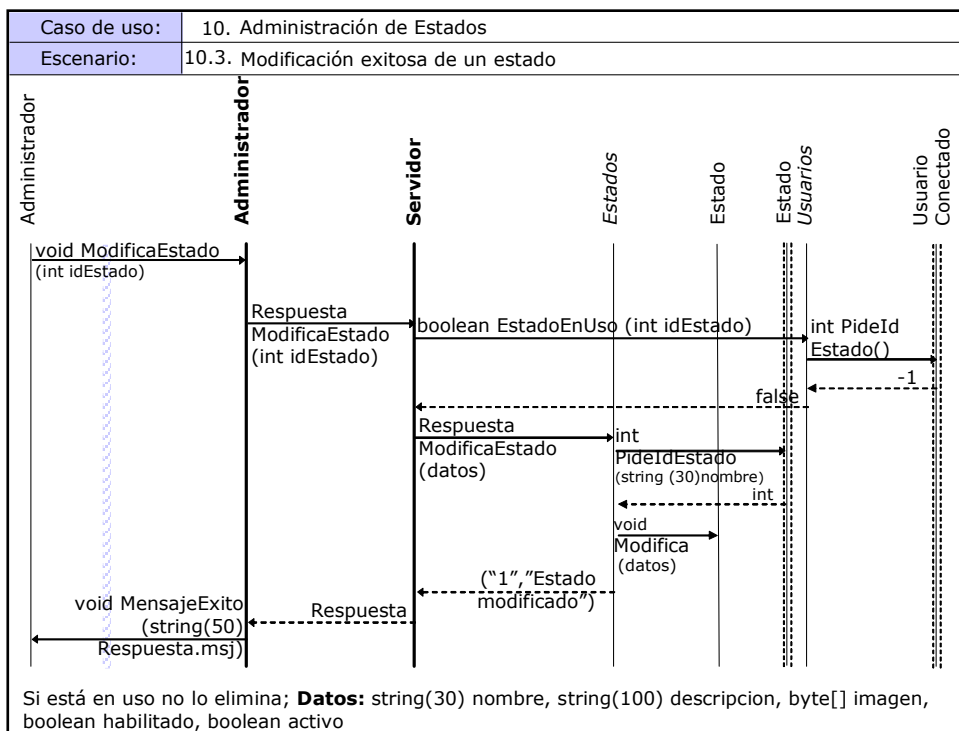 Caso de uso: 10. Administración de Estados
Escenario: 10.3. Modificación exitosa de un estado
Administrador
Administrador
Servidor
Estados
Estado
Estado
Usuarios
Usuario
Conectado
void ModificaEstado
(int idEstado)
Respuesta
ModificaEstado
(int idEstado)
boolean EstadoEnUso (int idEstado)
int PideId
Estado()
-1
false
Respuesta
ModificaEstado
(datos)
int
PideIdEstado
(string (30)nombre)
int
void
Modifica
(datos)
(“1”,”Estado
modificado”)
Respuesta
void MensajeExito
(string(50)
Respuesta.msj)
Si está en uso no lo elimina; Datos: string(30) nombre, string(100) descripcion, byte[] imagen,
boolean habilitado, boolean activo